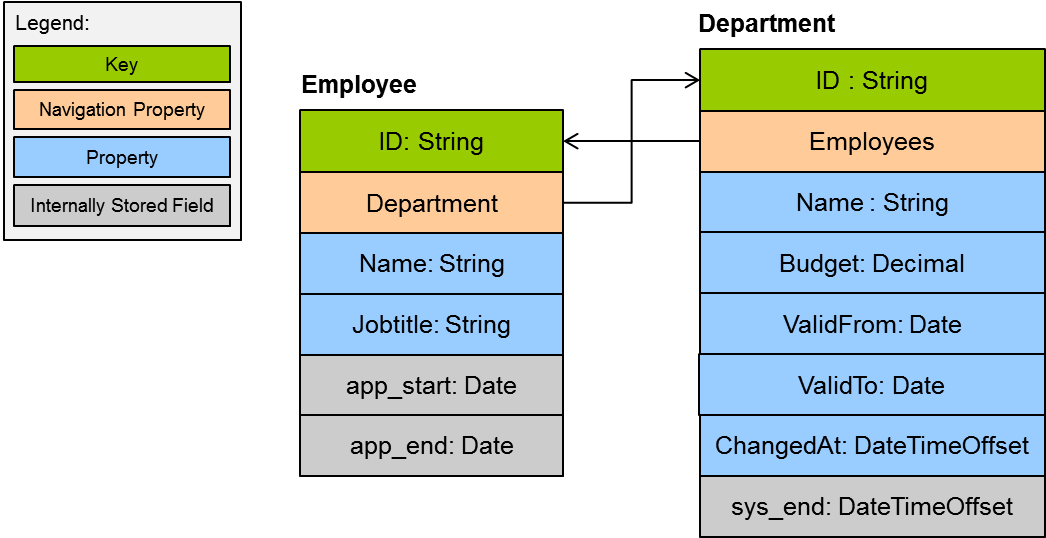 Legend:
Key
Navigation Property
Property
Internally Stored Field
Employee
ID: String
Department
Name: String
Jobtitle: String
app_start: Date
app_end: Date
Department
ID : String
Employees
Name : String
Budget: Decimal
ValidFrom: Date
ValidTo: Date
ChangedAt: DateTimeOffset
sys_end: DateTimeOffset